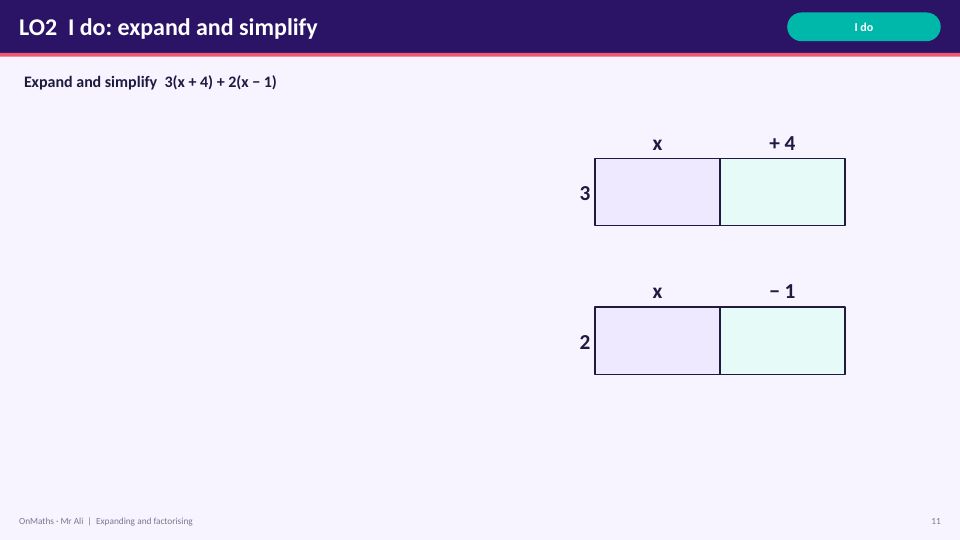 LO2  I do: expand and simplify
I do
Expand and simplify  3(x + 4) + 2(x − 1)
x + 4
3
x − 1
2
OnMaths - Mr Ali | Expanding and factorising
11